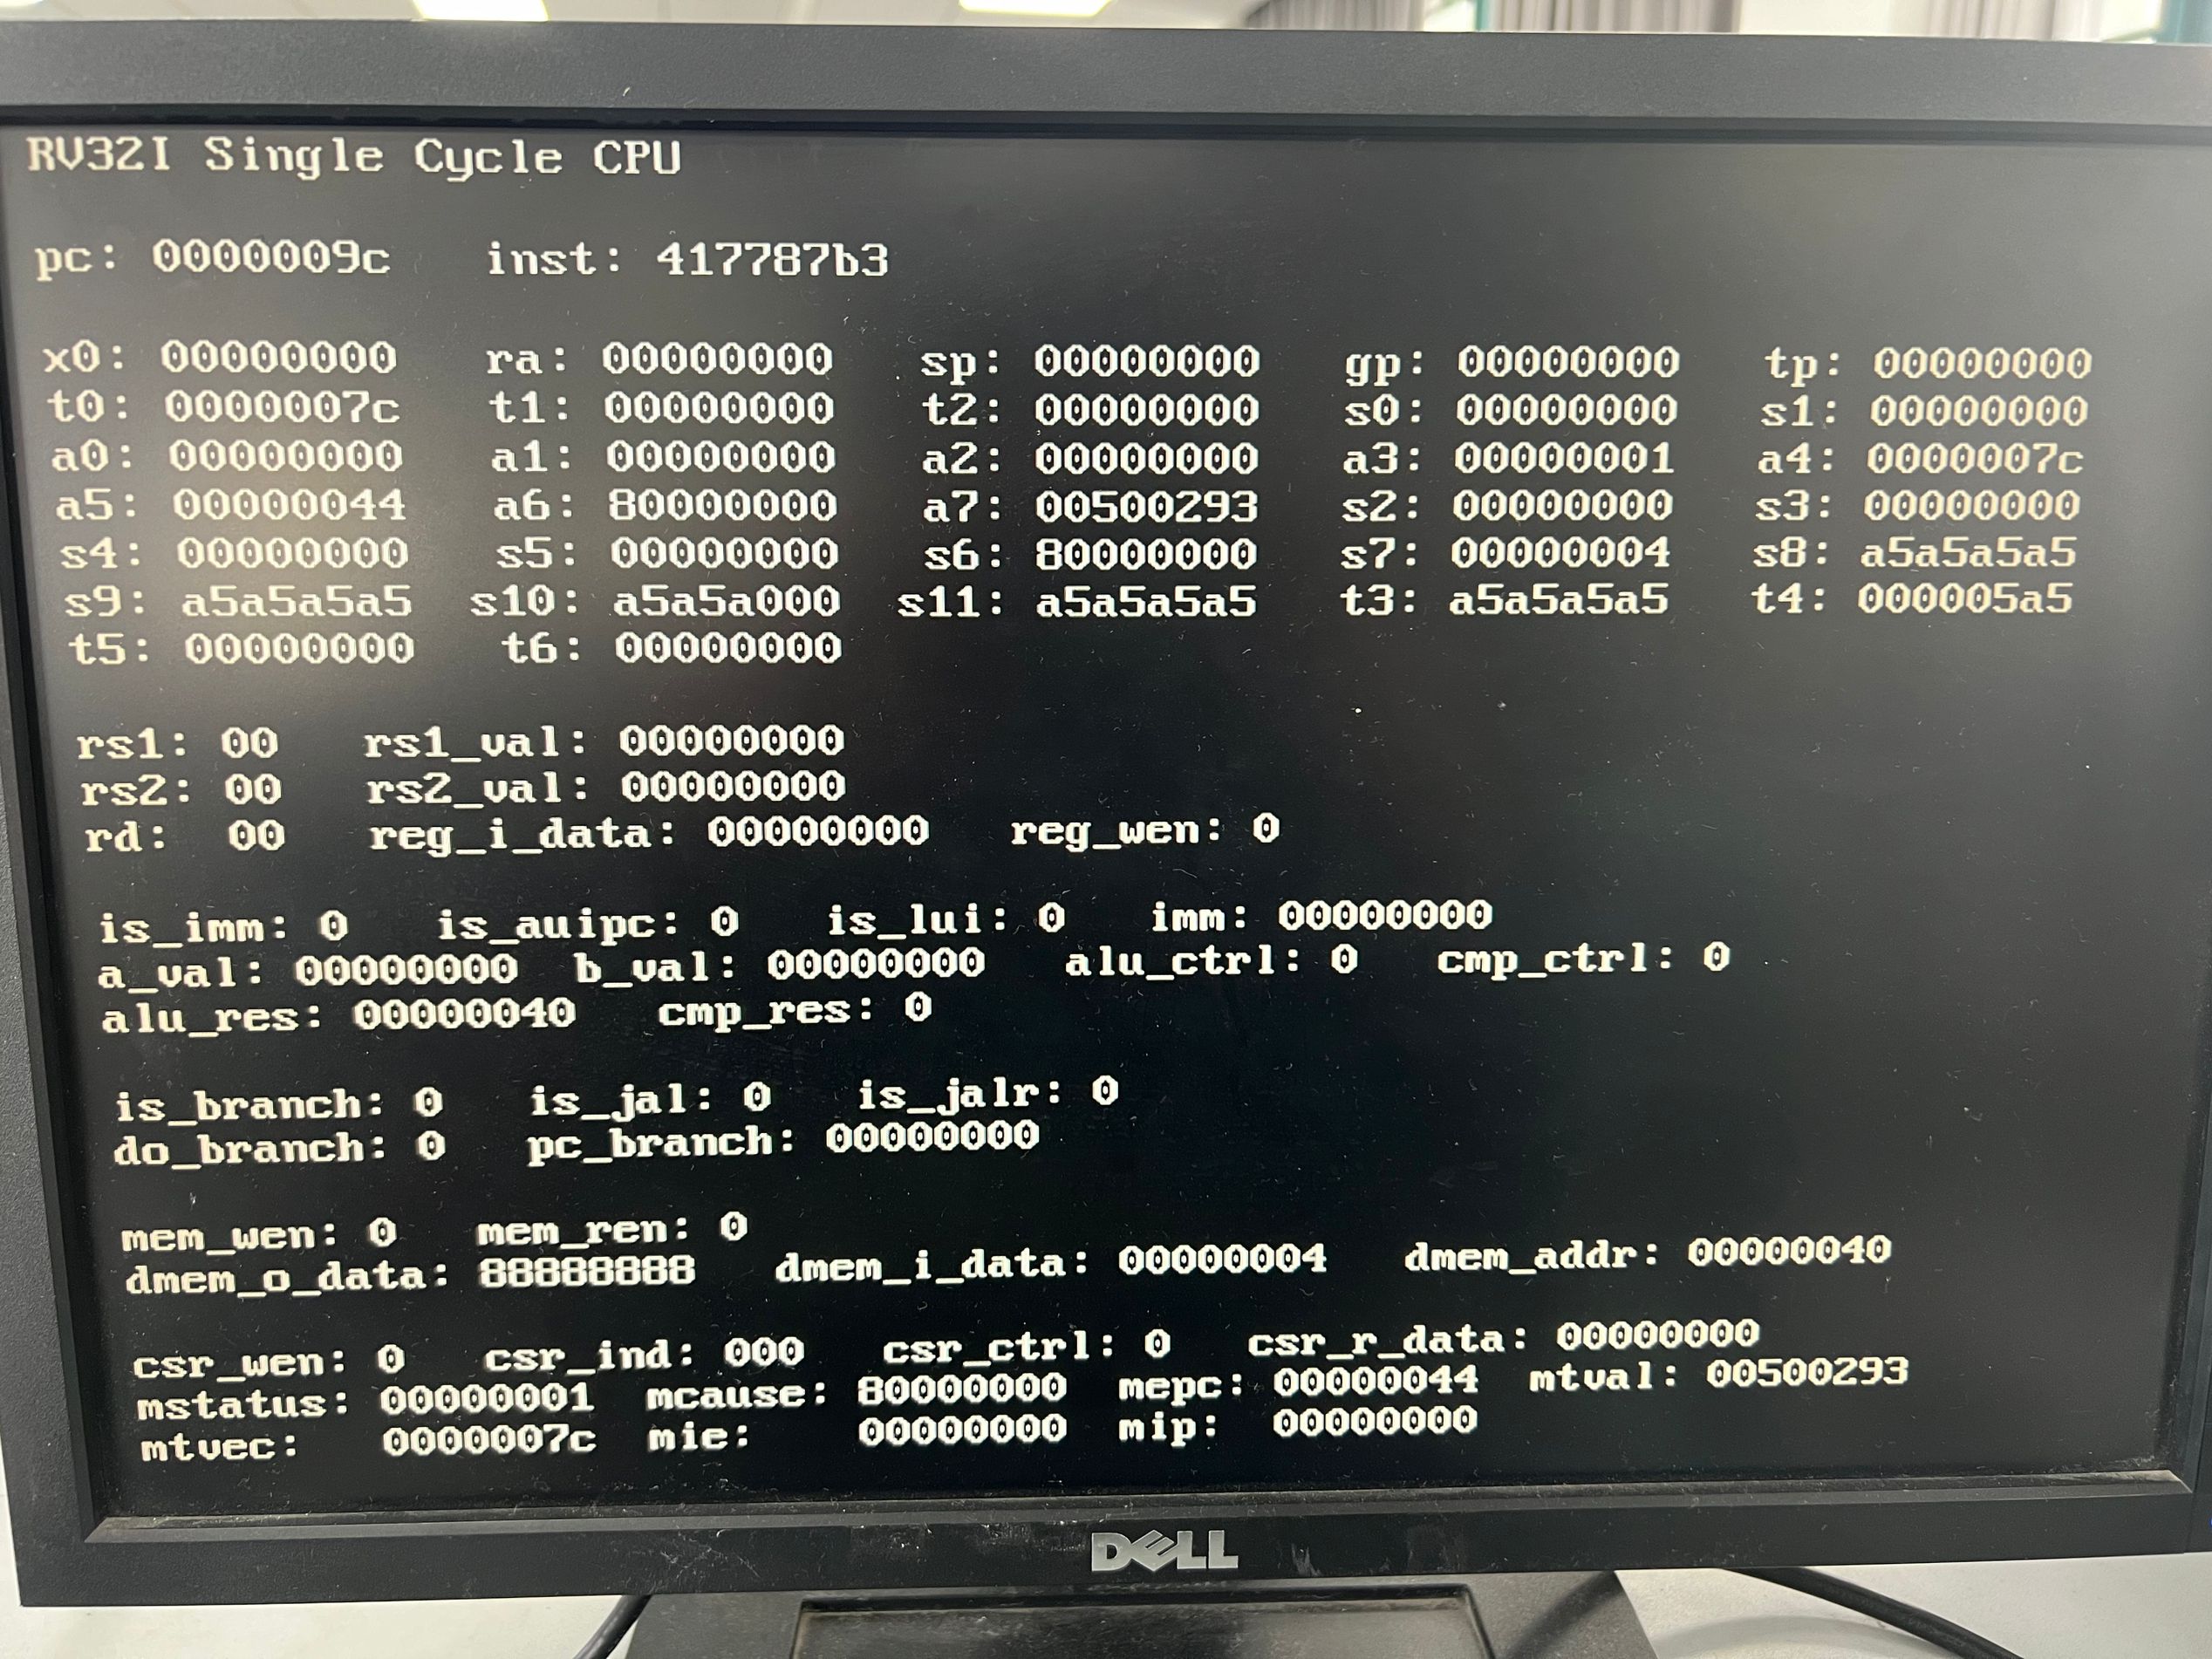 RV32I Single Cycle CPU
pc: 0000009c inst: 417787b3
x0: 00000000 ra: 00000000 sp: 00000000 gp: 00000000 tp: 00000000
t0: 0000007c t1: 00000000 t2: 00000000 s0: 00000000 s1: 00000000
a0: 00000000 a1: 00000000 a2: 00000000 a3: 00000001 a4: 0000007c
a5: 00000044 a6: 80000000 a7: 00500293 s2: 00000000 s3: 00000000
s4: 00000000 s5: 00000000 s6: 80000000 s7: 00000004 s8: a5a5a5a5
s9: a5a5a5a5 s10: a5a5a000 s11: a5a5a5a5 t3: a5a5a5a5 t4: 000005a5
t5: 00000000 t6: 00000000
rs1: 00 rs1_val: 00000000
rs2: 00 rs2_val: 00000000
rd: 00 reg_i_data: 00000000 reg_wen: 0
is_imm: 0 is_auipc: 0 is_lui: 0 imm: 00000000
a_val: 00000000 b_val: 00000000 alu_ctrl: 0 cmp_ctrl: 0
alu_res: 00000040 cmp_res: 0
is_branch: 0 is_jal: 0 is_jalr: 0
do_branch: 0 pc_branch: 00000000
mem_wen: 0 mem_ren: 0
dmem_o_data: 88888888 dmem_i_data: 00000004 dmem_addr: 00000040
csr_wen: 0 csr_ind: 000 csr_ctrl: 0 csr_r_data: 00000000
mstatus: 00000001 mcause: 80000000 mepc: 00000044 mtval: 00500293
mtvec: 0000007c mie: 00000000 mip: 00000000
DELL